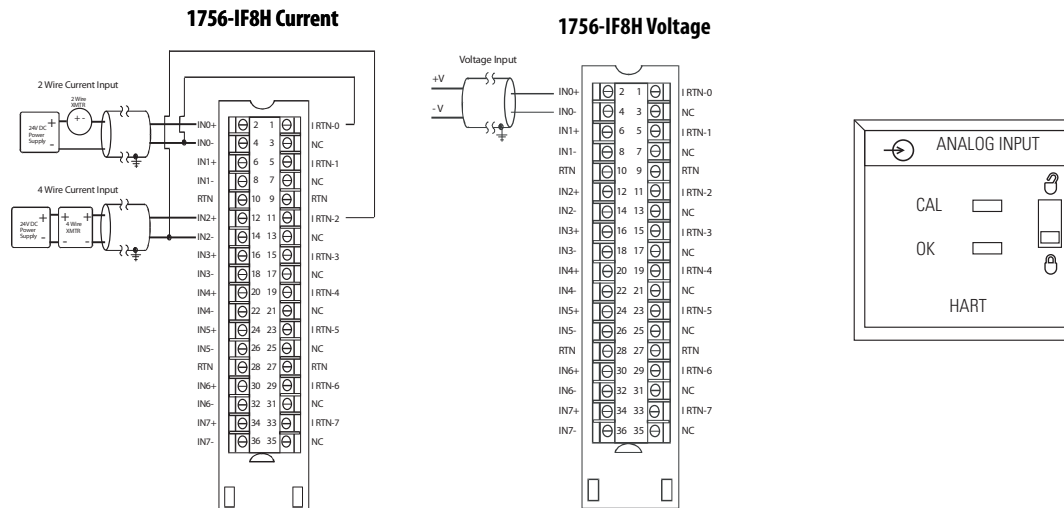 1756-IF8H Current
2 Wire Current Input
2 Wire
XMTR
+ -
24V DC
Power
Supply
+
-
4 Wire Current Input
24V DC
Power
Supply
+
-
+ +
4 Wire
XMTR
- -
IN0+ 2 1 I RTN-0
IN0- 4 3 NC
IN1+ 6 5 I RTN-1
IN1- 8 7 NC
RTN 10 9 RTN
IN2+ 12 11 I RTN-2
IN2- 14 13 NC
IN3+ 16 15 I RTN-3
IN3- 18 17 NC
IN4+ 20 19 I RTN-4
IN4- 22 21 NC
IN5+ 24 23 I RTN-5
IN5- 26 25 NC
RTN 28 27 RTN
IN6+ 30 29 I RTN-6
IN6- 32 31 NC
IN7+ 34 33 I RTN-7
IN7- 36 35 NC
1756-IF8H Voltage
Voltage Input
+V
-V
IN0+ 2 1 I RTN-0
IN0- 4 3 NC
IN1+ 6 5 I RTN-1
IN1- 8 7 NC
RTN 10 9 RTN
IN2+ 12 11 I RTN-2
IN2- 14 13 NC
IN3+ 16 15 I RTN-3
IN3- 18 17 NC
IN4+ 20 19 I RTN-4
IN4- 22 21 NC
IN5+ 24 23 I RTN-5
IN5- 26 25 NC
RTN 28 27 RTN
IN6+ 30 29 I RTN-6
IN6- 32 31 NC
IN7+ 34 33 I RTN-7
IN7- 36 35 NC
ANALOG INPUT
CAL
OK
HART